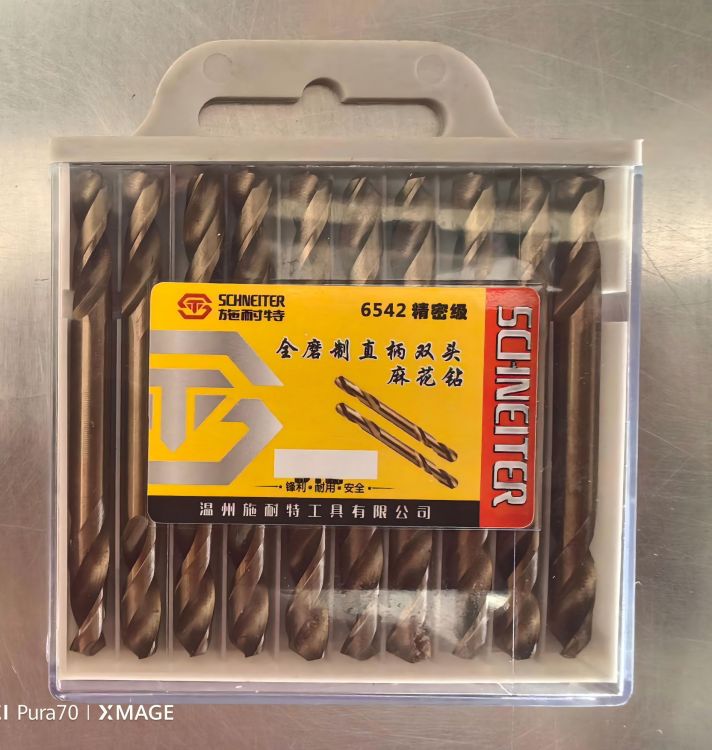 SCHNEITER
施耐特
6542 精密级
全磨制直柄双头
麻花钻
锋利·耐用·安全
温州施耐特工具有限公司
SCHNEITER
Pura70 | XMAGE